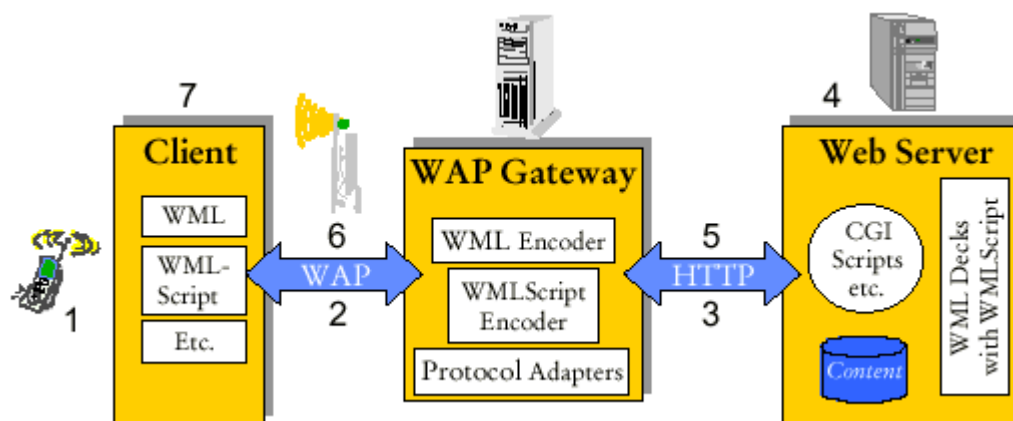 7
Client
WML
WML-
Script
Etc.
1
6
WAP
2
WAP Gateway
WML Encoder
WMLScript
Encoder
Protocol Adapters
5
HTTP
3
4
Web Server
CGI
Scripts
etc.
Content
WML Decks
with WMLScript